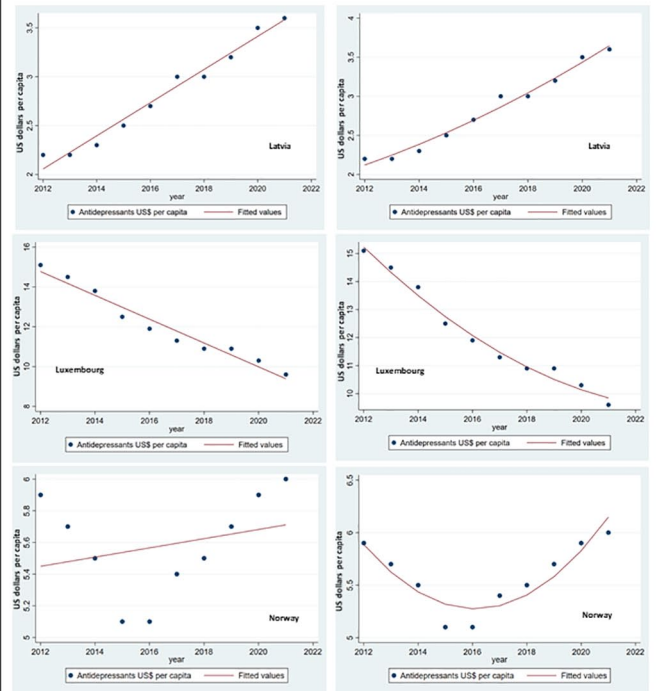 US dollars per capita
3.5
3
2.5
2
Latvia
2012 2014 2016 2018 2020 2022
year
Antidepressants US$ per capita Fitted values
US dollars per capita
4
3.5
3
2.5
2
Latvia
2012 2014 2016 2018 2020 2022
year
Antidepressants US$ per capita Fitted values
US dollars per capita
16
14
12
10
8
Luxembourg
2012 2014 2016 2018 2020 2022
year
Antidepressants US$ per capita Fitted values
US dollars per capita
15
14
13
12
11
10
Luxembourg
2012 2014 2016 2018 2020 2022
year
Antidepressants US$ per capita Fitted values
US dollars per capita
6
5.8
5.6
5.4
5.2
5
Norway
2012 2014 2016 2018 2020 2022
year
Antidepressants US$ per capita Fitted values
US dollars per capita
6.5
6
5.5
5
Norway
2012 2014 2016 2018 2020 2022
year
Antidepressants US$ per capita Fitted values